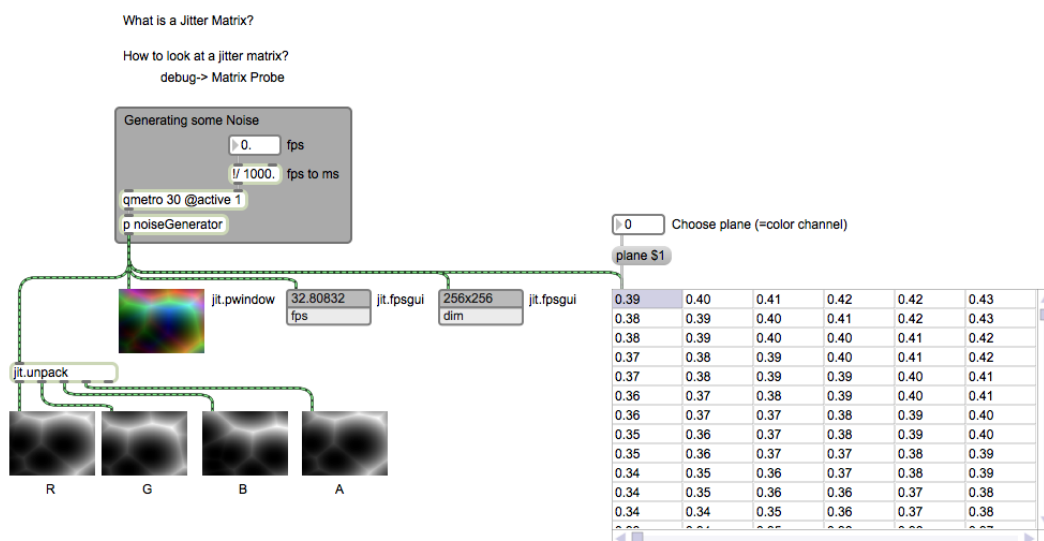 What is a Jitter Matrix?
How to look at a jitter matrix?
debug-> Matrix Probe
Generating some Noise
0. fps
!/ 1000. fps to ms
qmetro 30 @active 1
p noiseGenerator
0 Choose plane (=color channel)
plane $1
jit.pwindow
32.80832 jit.fpsgui
fps
256x256 jit.fpsgui
dim
jit.unpack
R G B A
0.39 0.40 0.41 0.42 0.42 0.43
0.38 0.39 0.40 0.41 0.42 0.43
0.38 0.39 0.40 0.40 0.41 0.42
0.37 0.38 0.39 0.40 0.41 0.42
0.37 0.38 0.39 0.39 0.40 0.41
0.36 0.37 0.38 0.39 0.40 0.41
0.36 0.37 0.37 0.38 0.39 0.40
0.35 0.36 0.37 0.38 0.39 0.40
0.35 0.36 0.37 0.37 0.38 0.39
0.34 0.35 0.36 0.37 0.38 0.39
0.34 0.35 0.36 0.36 0.37 0.38
0.34 0.34 0.35 0.36 0.37 0.38